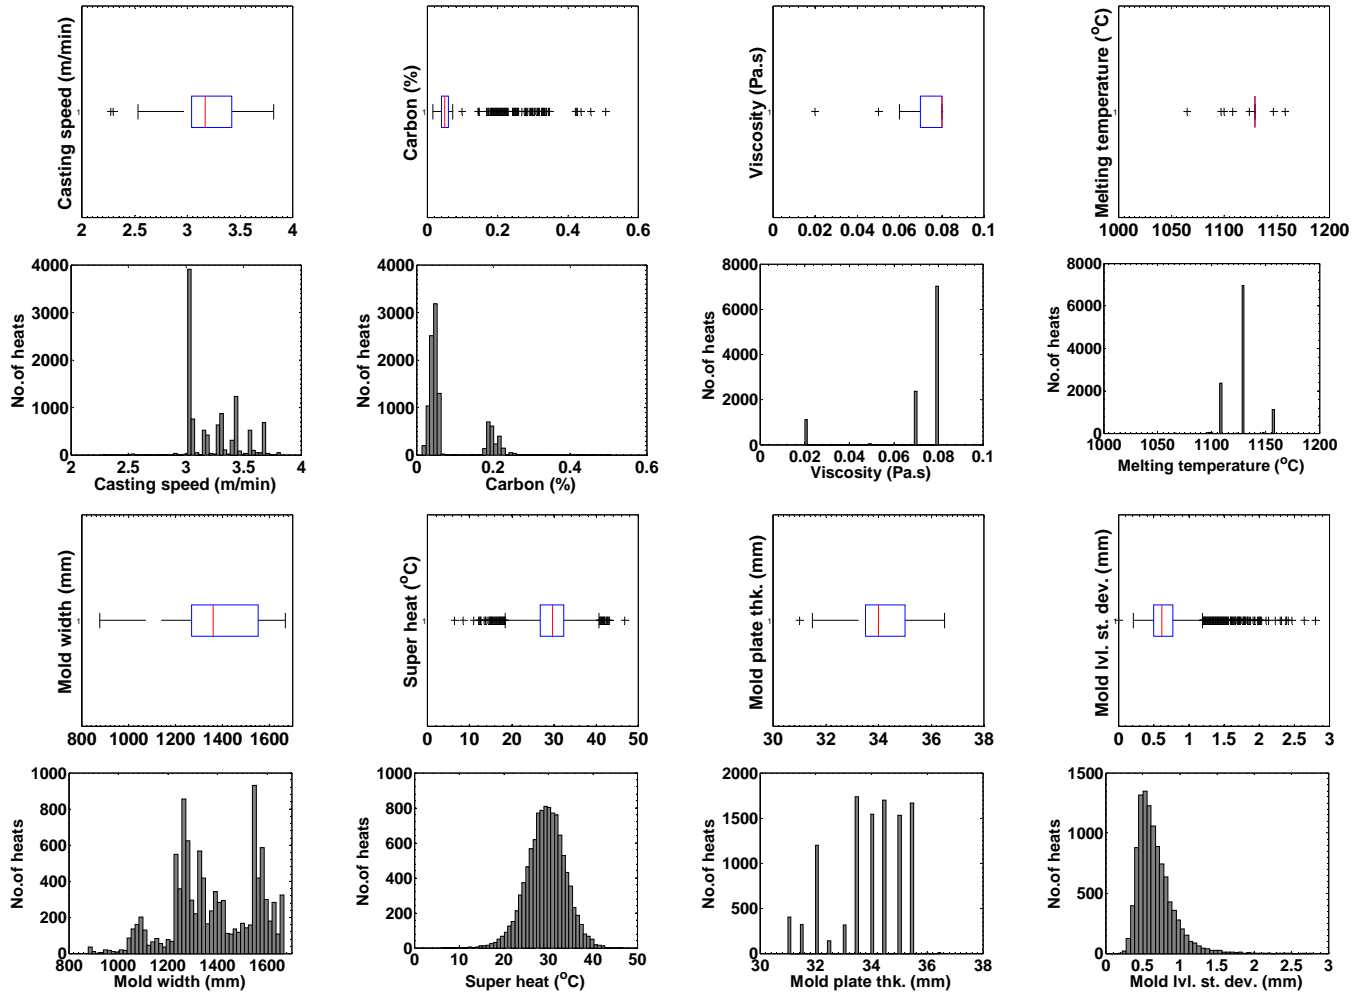 Casting speed (m/min)
1
2 2.5 3 3.5 4
Carbon (%)
1
0 0.2 0.4 0.6
Viscosity (Pa.s)
1
0 0.02 0.04 0.06 0.08 0.1
Melting temperature (°C)
1
1000 1050 1100 1150 1200
No.of heats
4000
3000
2000
1000
0
2 2.5 3 3.5 4
Casting speed (m/min)
No.of heats
4000
3000
2000
1000
0
0 0.2 0.4 0.6
Carbon (%)
No.of heats
8000
6000
4000
2000
0
0 0.02 0.04 0.06 0.08 0.1
Viscosity (Pa.s)
No.of heats
8000
6000
4000
2000
0
1000 1050 1100 1150 1200
Melting temperature (°C)
Mold width (mm)
1
800 1000 1200 1400 1600
Super heat (°C)
1
0 10 20 30 40 50
Mold plate thk. (mm)
1
30 32 34 36 38
Mold lvl. st. dev. (mm)
1
0 0.5 1 1.5 2 2.5 3
No.of heats
1000
800
600
400
200
0
800 1000 1200 1400 1600
Mold width (mm)
No.of heats
1000
800
600
400
200
0
0 10 20 30 40 50
Super heat (°C)
No.of heats
2000
1500
1000
500
0
30 32 34 36 38
Mold plate thk. (mm)
No.of heats
1500
1000
500
0
0 0.5 1 1.5 2 2.5 3
Mold lvl. st. dev. (mm)